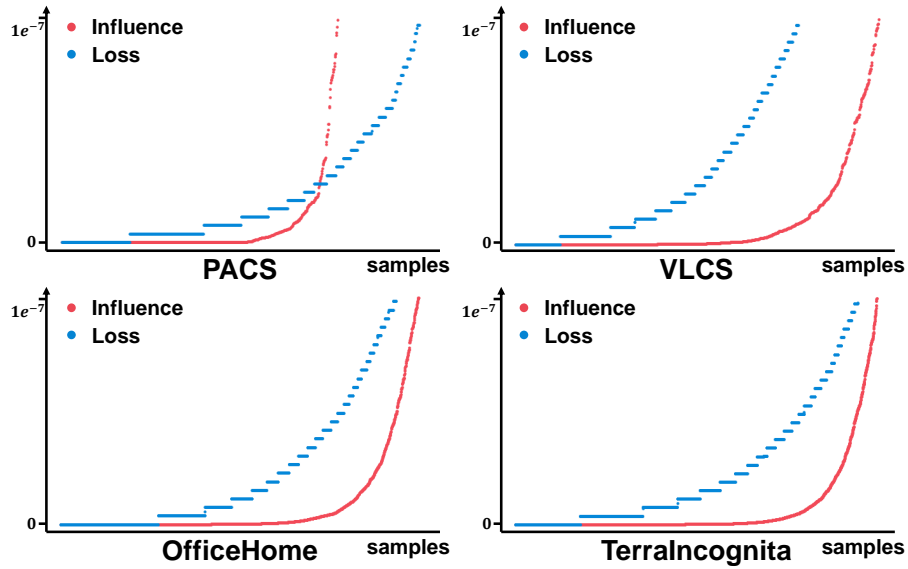 1e⁻⁷
Influence
Loss
0
PACS
samples
1e⁻⁷
Influence
Loss
0
VLCS
samples
1e⁻⁷
Influence
Loss
0
OfficeHome
samples
1e⁻⁷
Influence
Loss
0
TerraIncognita
samples